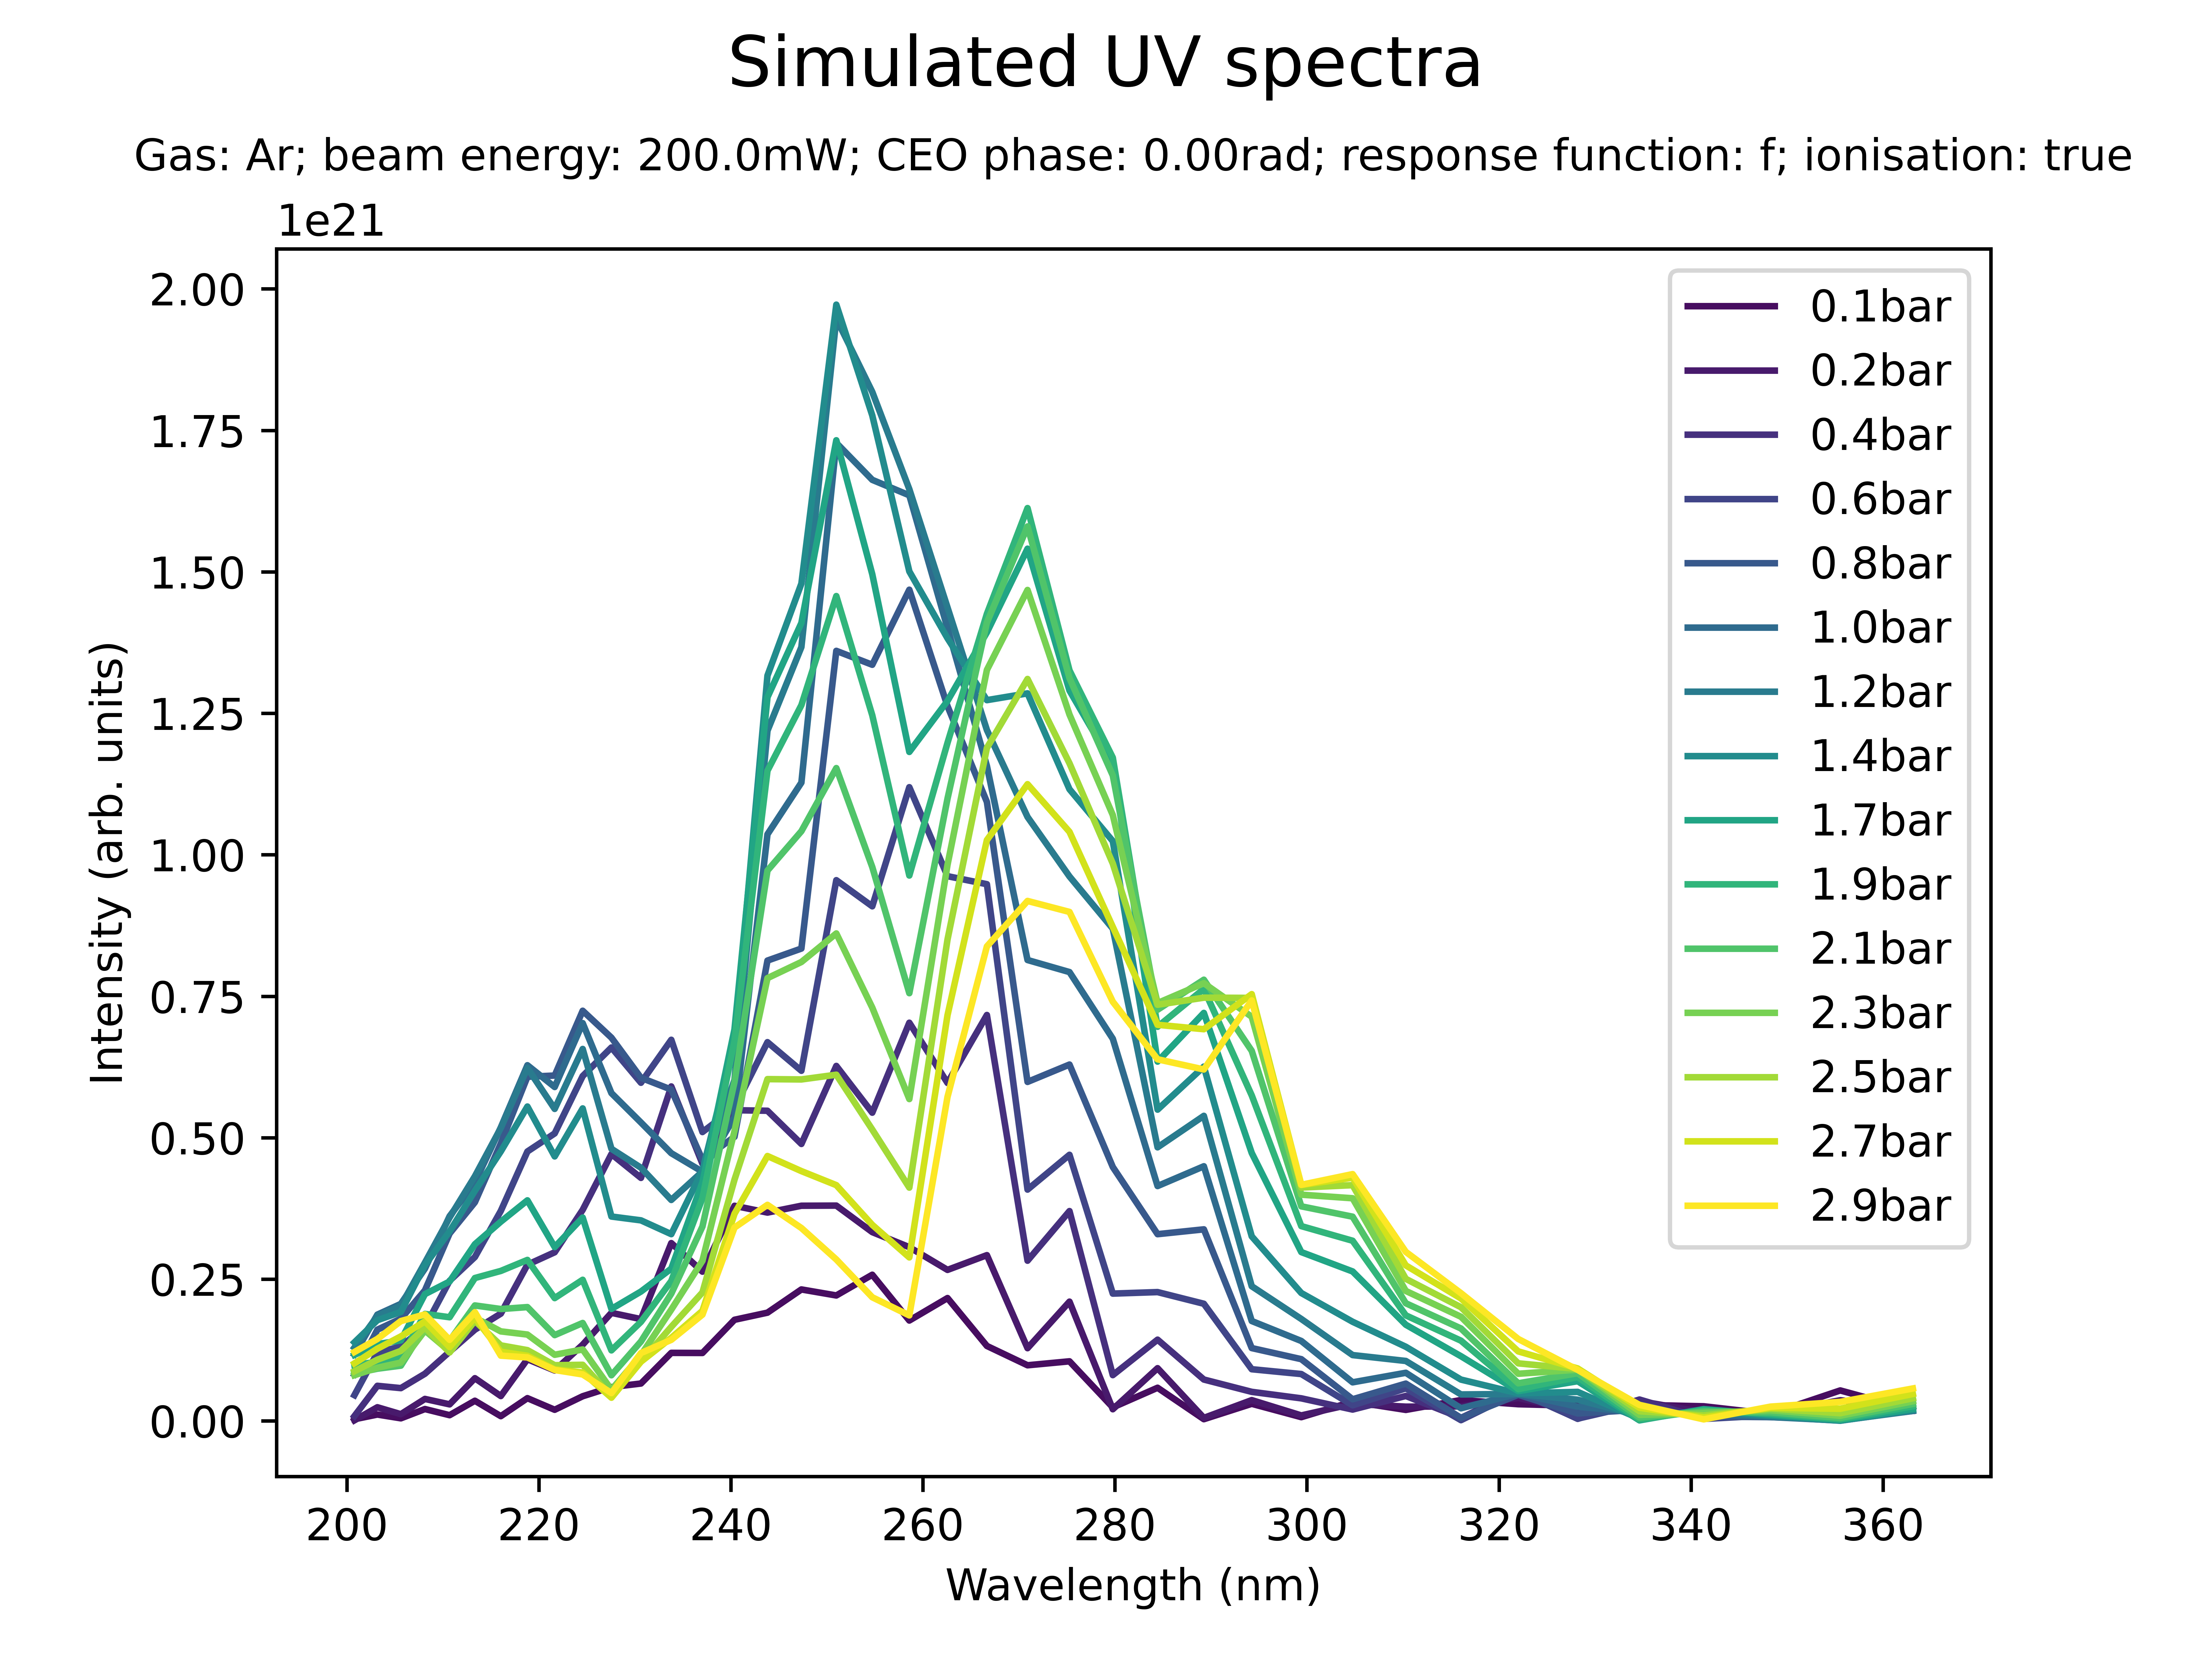 Simulated UV spectra
Gas: Ar; beam energy: 200.0mW; CEO phase: 0.00rad; response function: f; ionisation: true
1e21
2.00
1.75
1.50
1.25
1.00
0.75
0.50
0.25
0.00
Intensity (arb. units)
0.1bar
0.2bar
0.4bar
0.6bar
0.8bar
1.0bar
1.2bar
1.4bar
1.7bar
1.9bar
2.1bar
2.3bar
2.5bar
2.7bar
2.9bar
200 220 240 260 280 300 320 340 360
Wavelength (nm)